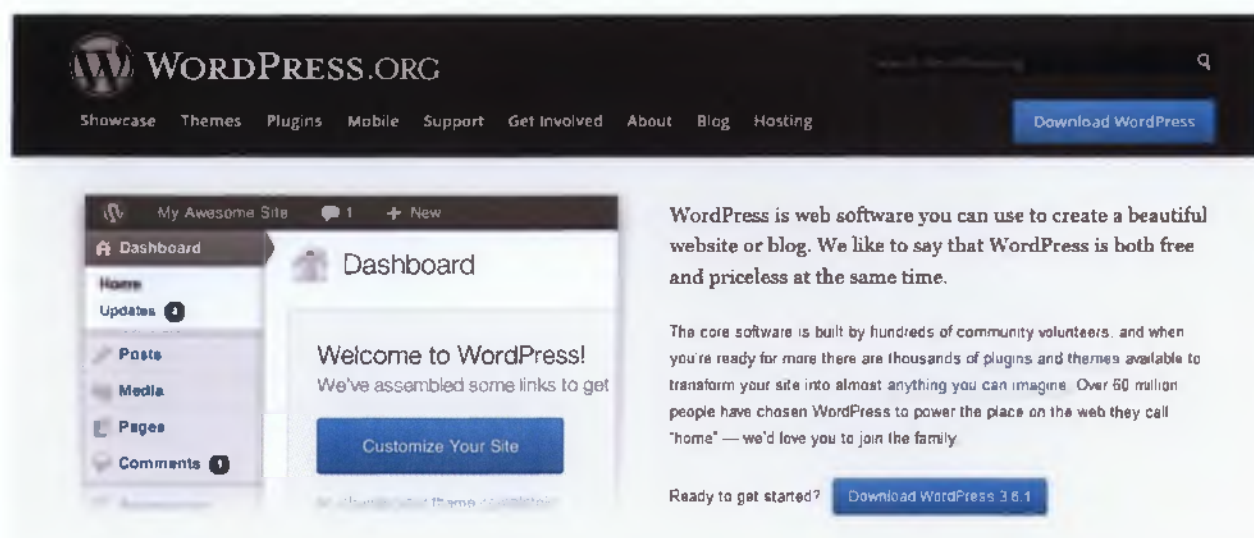 WORDPRESS.ORG
Showcase Themes Plugins Mobile Support Get Involved About Blog Hosting
Download WordPress
My Awesome Site 1 + New
Dashboard
Home
Updates
Posts
Media
Pages
Comments
Dashboard
Welcome to WordPress!
We've assembled some links to get
Customize Your Site
WordPress is web software you can use to create a beautiful
website or blog. We like to say that WordPress is both free
and priceless at the same time.
The core software is built by hundreds of community volunteers, and when
you're ready for more there are thousands of plugins and themes available to
transform your site into almost anything you can imagine. Over 60 million
people have chosen WordPress to power the place on the web they call
"home" — we'd love you to join the family.
Ready to get started? Download WordPress 3.6.1